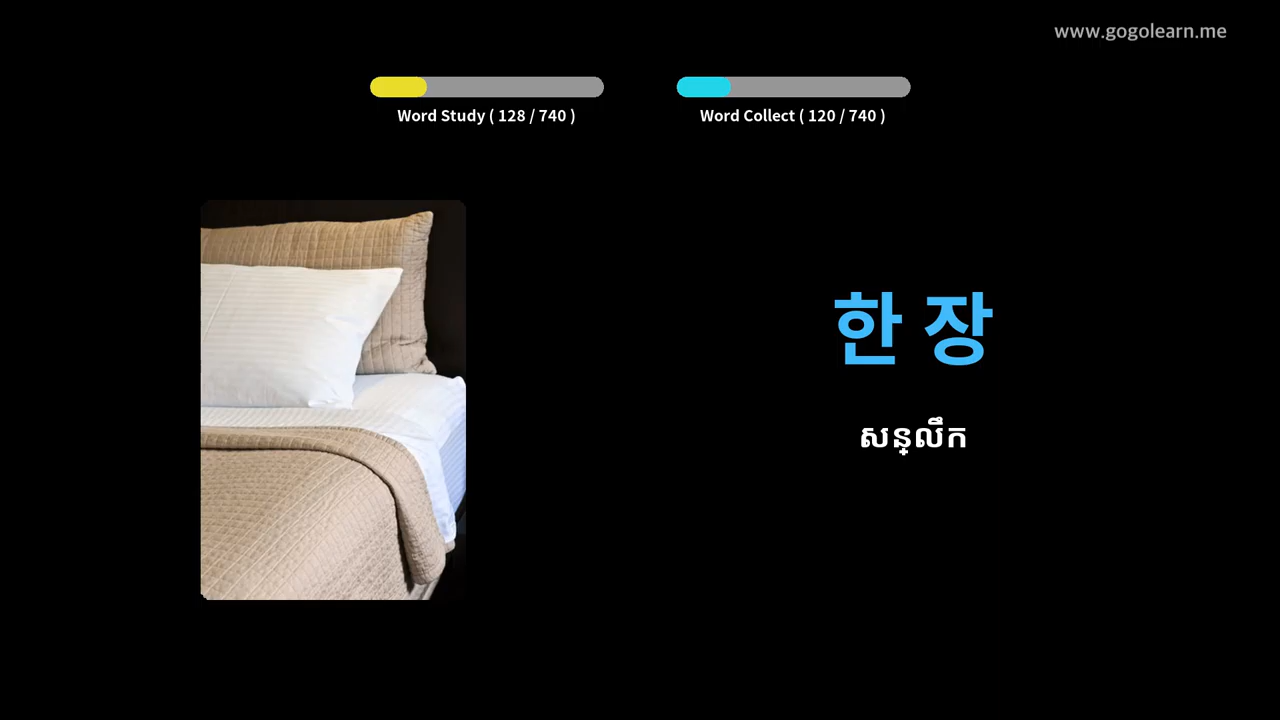 www.gogolearn.me
Word Study ( 128 / 740 )
Word Collect ( 120 / 740 )
한 장
សន្លឹក